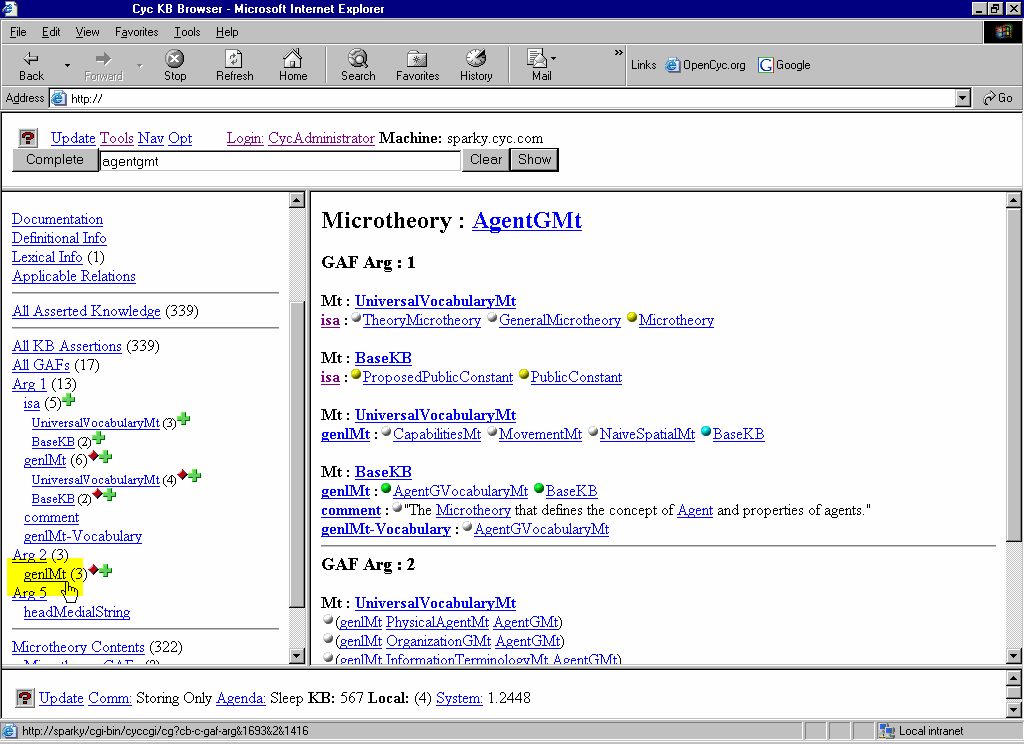 Cyc KB Browser - Microsoft Internet Explorer
File Edit View Favorites Tools Help
Back Forward Stop Refresh Home Search Favorites History Mail » Links OpenCyc.org Google
Address http:// Go
? Update Tools Nav Opt Login: CycAdministrator Machine: sparky.cyc.com
Complete agentgmt Clear Show
Documentation
Definitional Info
Lexical Info (1)
Applicable Relations
All Asserted Knowledge (339)
All KB Assertions (339)
All GAFs (17)
Arg 1 (13)
isa (5)
UniversalVocabularyMt (3)
BaseKB (2)
genlMt (6)
UniversalVocabularyMt (4)
BaseKB (2)
comment
genlMt-Vocabulary
Arg 2 (3)
genlMt (3)
Arg 5
headMedialString
Microtheory Contents (322)
Microtheory : AgentGMt
GAF Arg : 1
Mt : UniversalVocabularyMt
isa : TheoryMicrotheory GeneralMicrotheory Microtheory
Mt : BaseKB
isa : ProposedPublicConstant PublicConstant
Mt : UniversalVocabularyMt
genlMt : CapabilitiesMt MovementMt NaiveSpatialMt BaseKB
Mt : BaseKB
genlMt : AgentGVocabularyMt BaseKB
comment : "The Microtheory that defines the concept of Agent and properties of agents."
genlMt-Vocabulary : AgentGVocabularyMt
GAF Arg : 2
Mt : UniversalVocabularyMt
(genlMt PhysicalAgentMt AgentGMt)
(genlMt OrganizationGMt AgentGMt)
(genlMt InformationTerminologyMt AgentGMt)
? Update Comm: Storing Only Agenda: Sleep KB: 567 Local: (4) System: 1.2448
http://sparky/cgi-bin/cyccgi/cg?cb-c-gaf-arg&1693&2&1416 Local intranet